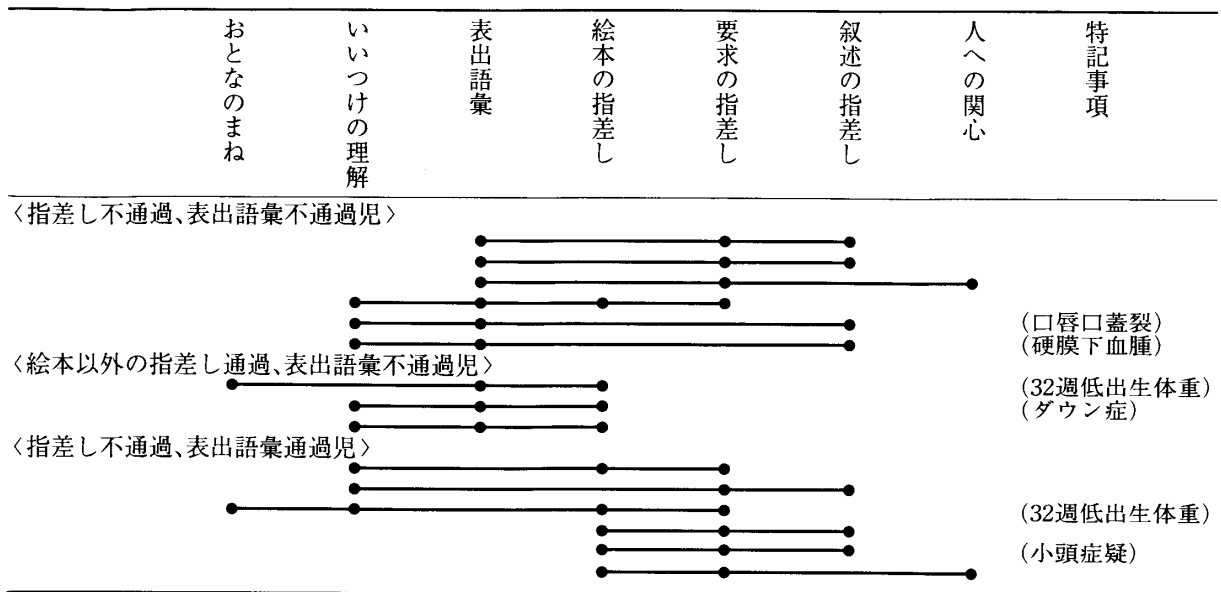 おとなのまね
いいつけの理解
表出語彙
絵本の指差し
要求の指差し
叙述の指差し
人への関心
特記事項
〈指差し不通過、表出語彙不通過児〉
(口唇口蓋裂)
(硬膜下血腫)
〈絵本以外の指差し通過、表出語彙不通過児〉
(32週低出生体重)
(ダウン症)
〈指差し不通過、表出語彙通過児〉
(32週低出生体重)
(小頭症疑)